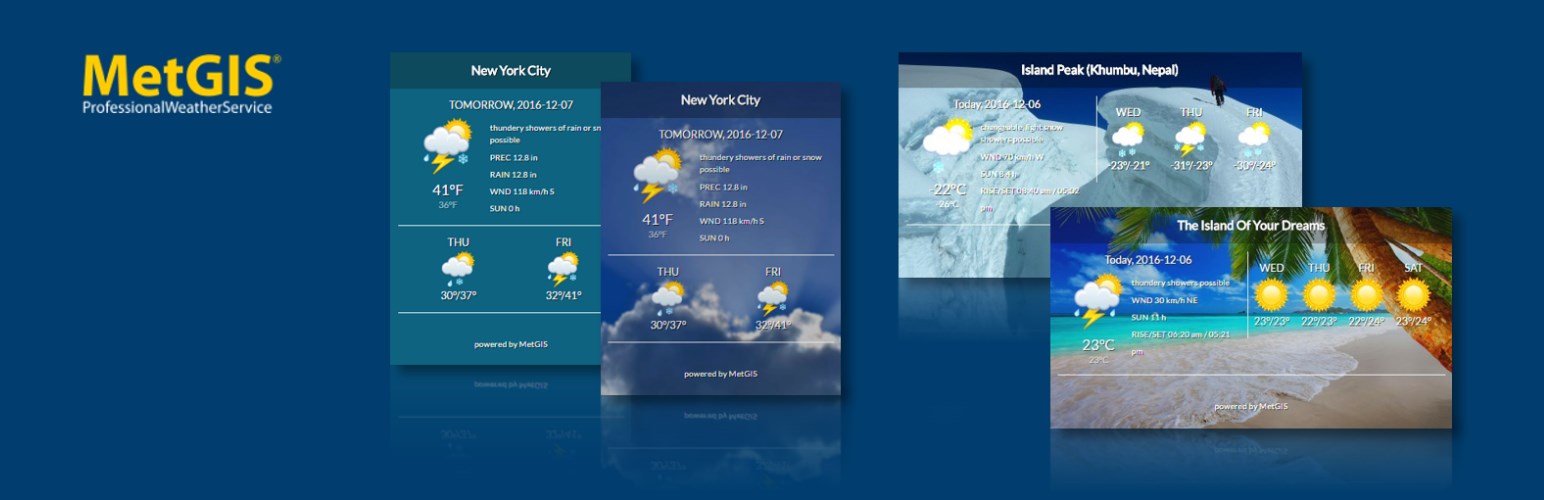 MetGIS®
ProfessionalWeatherService
New York City
TOMORROW, 2016-12-07
thundery showers of rain or sn
possible
PREC 12.8 in
RAIN 12.8 in
WND 118 km/h S
SUN 0 h
41°F
36°F
THU FRI
30°/37° 32°/41°
powered by MetGIS
New York City
TOMORROW, 2016-12-07
thundery showers of rain or snow
possible
PREC 12.8 in
RAIN 12.8 in
WND 118 km/h S
SUN 0 h
41°F
36°F
THU FRI
30°/37° 32°/41°
powered by MetGIS
Island Peak (Khumbu, Nepal)
Today, 2016-12-06
changeable, light snow
showers possible
WND 70 km/h W
SUN 8.4 h
RISE/SET 06:40 am / 05:02
pm
-22°C
-26°C
WED THU FRI
-23°/-21° -31°/-23° -30°/-24°
The Island Of Your Dreams
Today, 2016-12-06
thundery showers possible
WND 30 km/h NE
SUN 11 h
RISE/SET 06:20 am / 05:21
pm
23°C
23°C
WED THU FRI SAT
23°/23° 22°/23° 22°/24° 23°/24°
powered by MetGIS